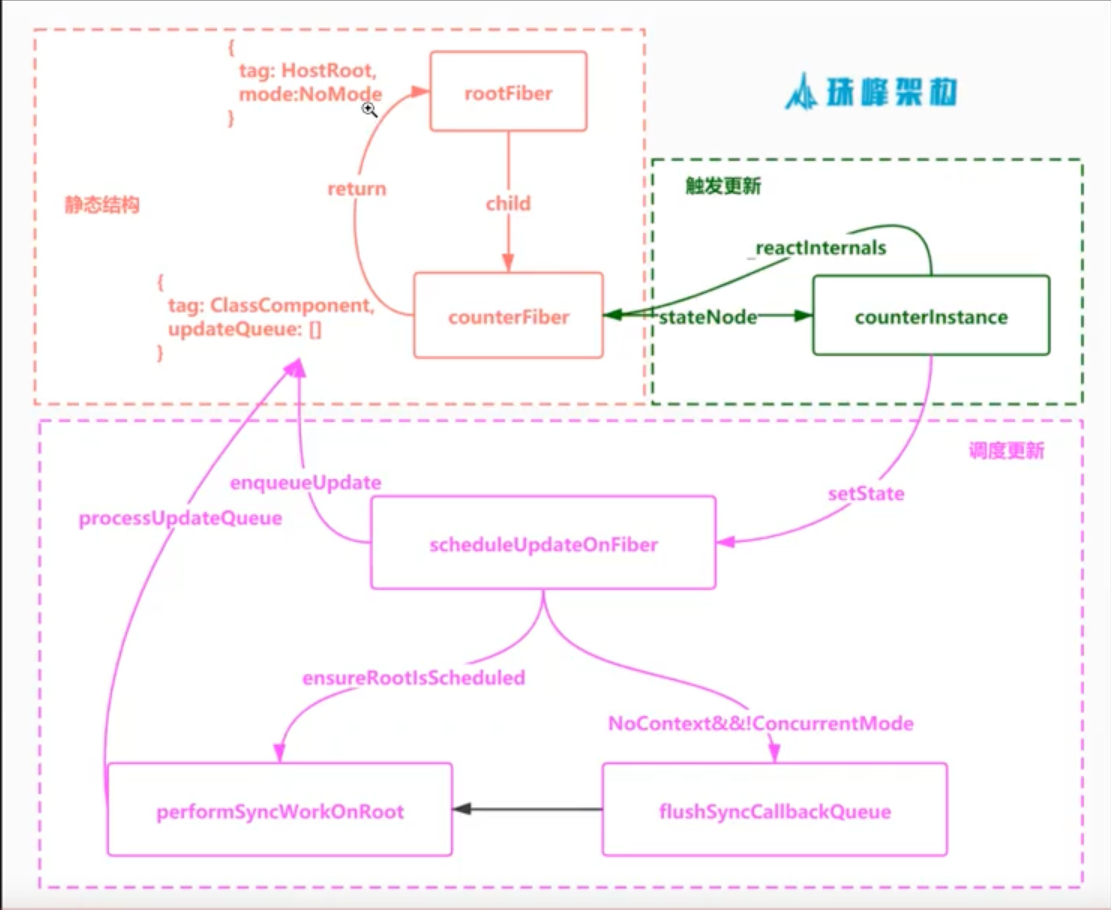 {
tag: HostRoot,
mode:NoMode
}
rootFiber
珠峰架构
return
child
静态结构
触发更新
_reactInternals
{
tag: ClassComponent,
updateQueue: []
}
counterFiber
stateNode
counterInstance
调度更新
enqueueUpdate
setState
processUpdateQueue
scheduleUpdateOnFiber
ensureRootIsScheduled
NoContext&&!ConcurrentMode
performSyncWorkOnRoot
flushSyncCallbackQueue